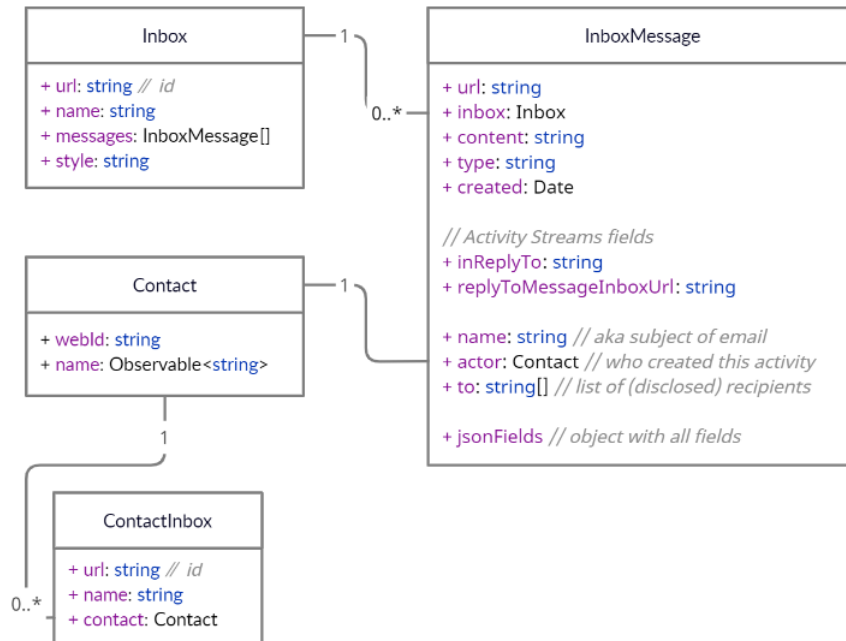 Inbox
+ url: string // id
+ name: string
+ messages: InboxMessage[]
+ style: string
1
0..*
InboxMessage
+ url: string
+ inbox: Inbox
+ content: string
+ type: string
+ created: Date
// Activity Streams fields
+ inReplyTo: string
+ replyToMessageInboxUrl: string
+ name: string // aka subject of email
+ actor: Contact // who created this activity
+ to: string[] // list of (disclosed) recipients
+ jsonFields // object with all fields
Contact
+ webId: string
+ name: Observable<string>
1
1
0..*
ContactInbox
+ url: string // id
+ name: string
+ contact: Contact